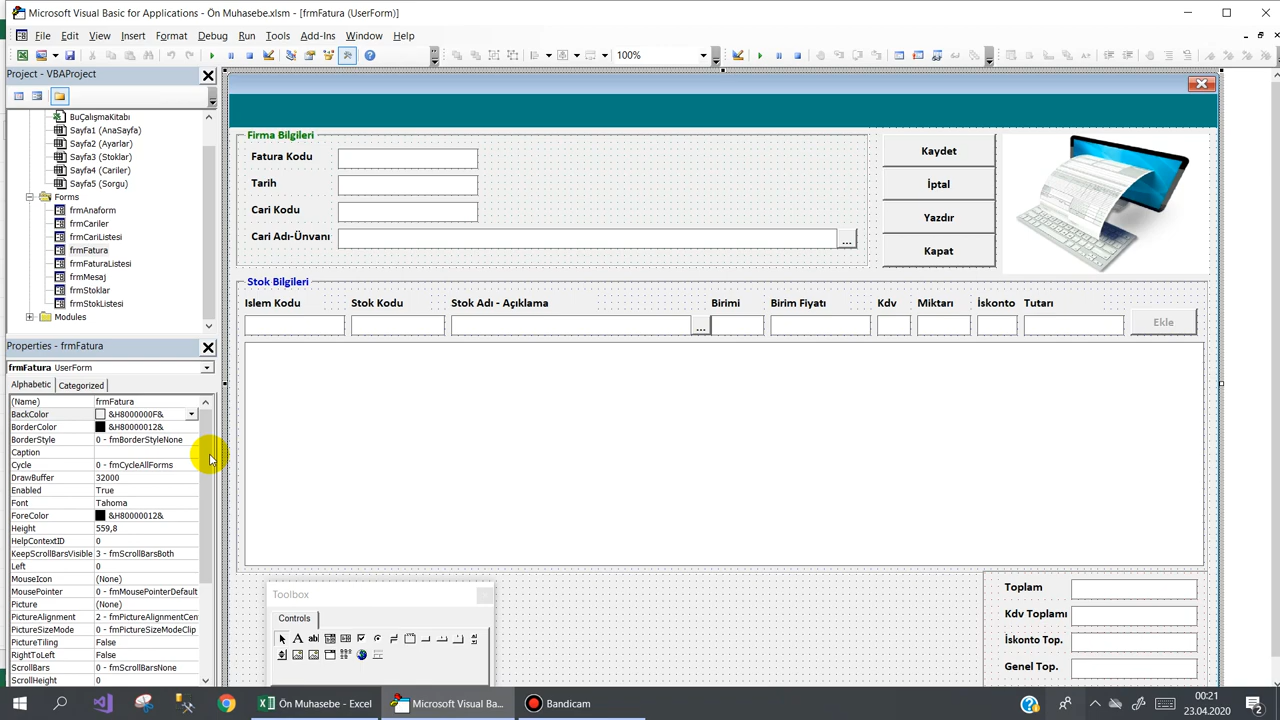 Microsoft Visual Basic for Applications - Ön Muhasebe.xlsm - [frmFatura (UserForm)]
File Edit View Insert Format Debug Run Tools Add-Ins Window Help
100%
Project - VBAProject
BuÇalışmaKitabı
Sayfa1 (AnaSayfa)
Sayfa2 (Ayarlar)
Sayfa3 (Stoklar)
Sayfa4 (Cariler)
Sayfa5 (Sorgu)
Forms
frmAnaform
frmCariler
frmCariListesi
frmFatura
frmFaturaListesi
frmMesaj
frmStoklar
frmStokListesi
Modules
Properties - frmFatura
frmFatura UserForm
Alphabetic Categorized
(Name) frmFatura
BackColor &H8000000F&
BorderColor &H80000012&
BorderStyle 0 - fmBorderStyleNone
Caption
Cycle 0 - fmCycleAllForms
DrawBuffer 32000
Enabled True
Font Tahoma
ForeColor &H80000012&
Height 559,8
HelpContextID 0
KeepScrollBarsVisible 3 - fmScrollBarsBoth
Left 0
MouseIcon (None)
MousePointer 0 - fmMousePointerDefault
Picture (None)
PictureAlignment 2 - fmPictureAlignmentCen
PictureSizeMode 0 - fmPictureSizeModeClip
PictureTiling False
RightToLeft False
ScrollBars 0 - fmScrollBarsNone
ScrollHeight 0
Firma Bilgileri
Fatura Kodu
Tarih
Cari Kodu
Cari Adı-Ünvanı ...
Kaydet
İptal
Yazdır
Kapat
Stok Bilgileri
Islem Kodu Stok Kodu Stok Adı - Açıklama Birimi Birim Fiyatı Kdv Miktarı İskonto Tutarı
... Ekle
Toolbox
Controls
Toplam
Kdv Toplamı
İskonto Top.
Genel Top.
Ön Muhasebe - Excel
Microsoft Visual Ba...
Bandicam
00:21
23.04.2020